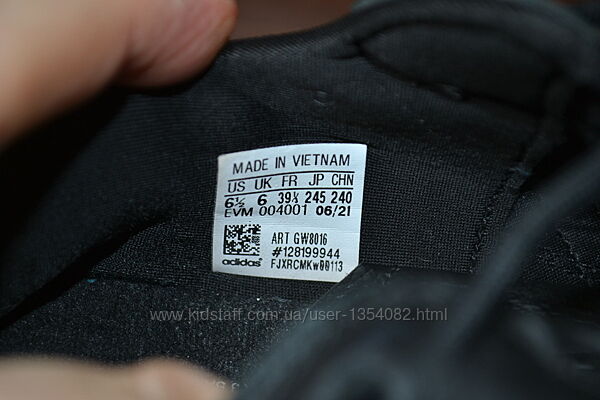 MADE IN VIETNAM
US UK FR JP CHN
6½ 6 39⅓ 245 240
EVM 004001 06/21
ART GW8016
#128199944
adidas FJXRCMKw00113
www.kidstaff.com.ua/user-1354082.html